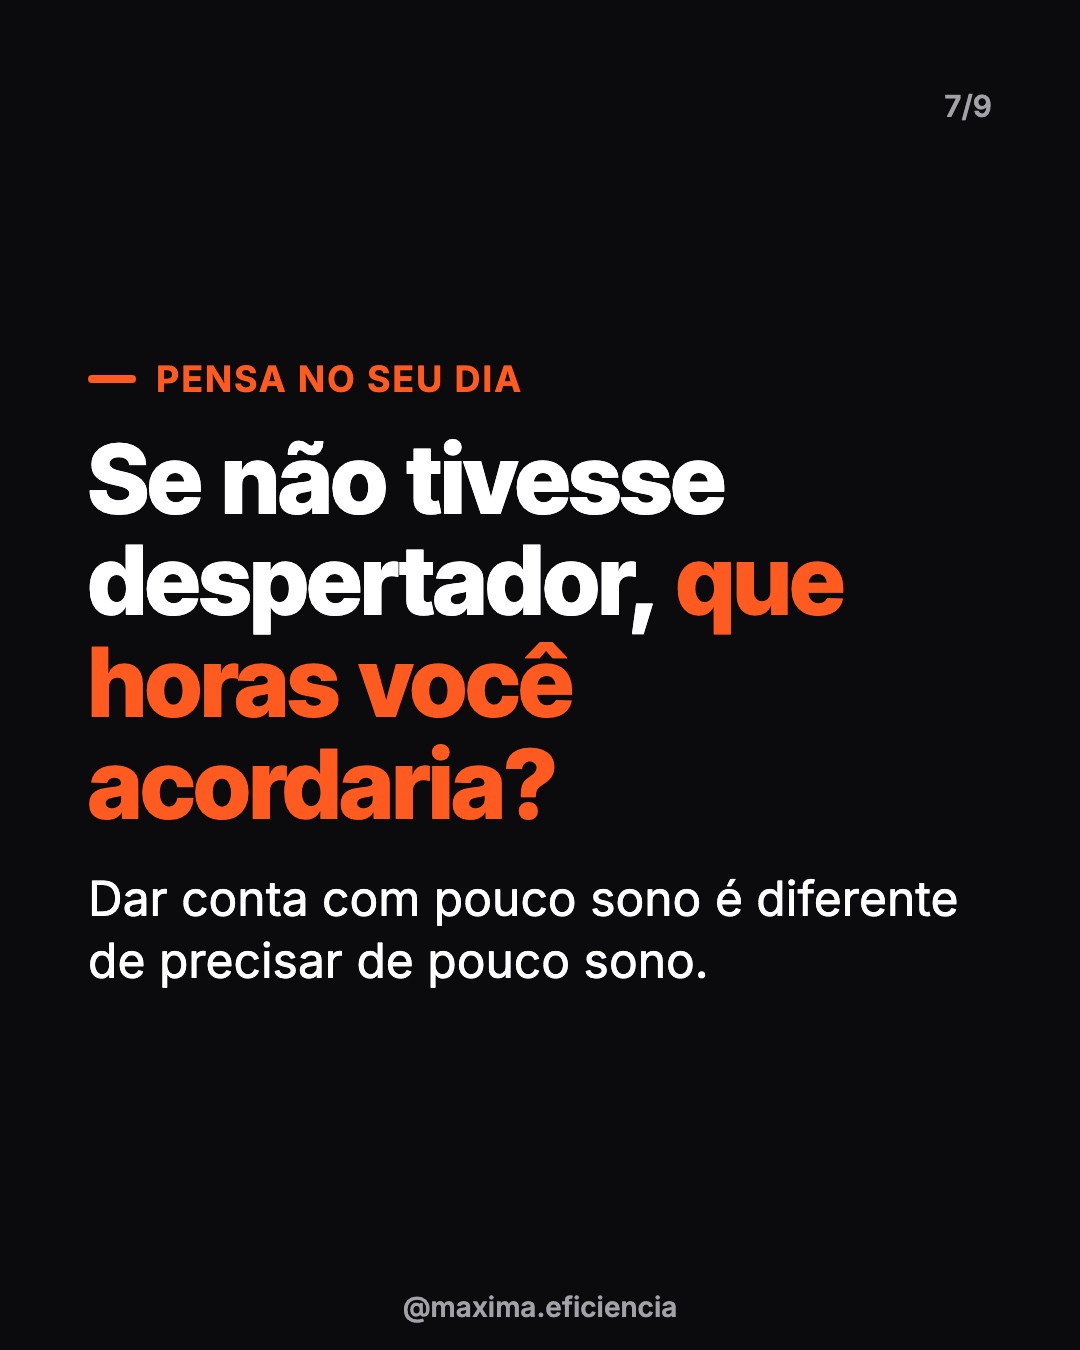 7/9
PENSA NO SEU DIA
Se não tivesse
despertador, que
horas você
acordaria?
Dar conta com pouco sono é diferente
de precisar de pouco sono.
@maxima.eficiencia